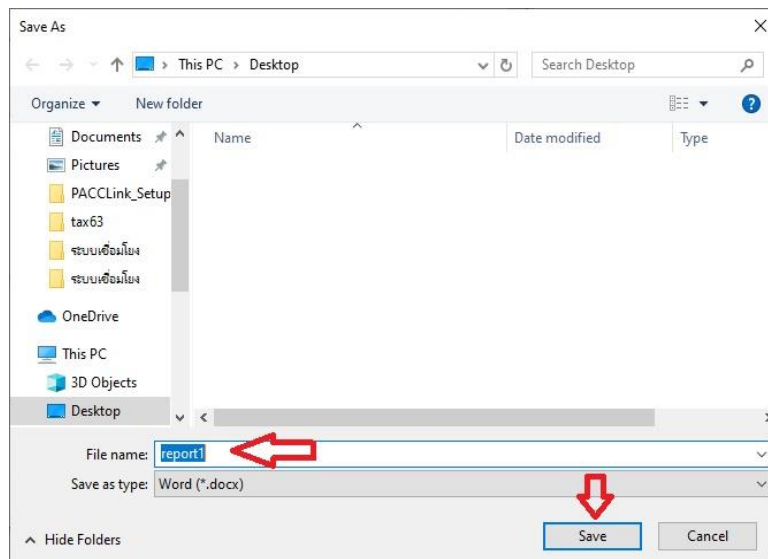 Save As
This PC > Desktop
Search Desktop
Organize
New folder
Name
Date modified
Type
Documents
Pictures
PACCLink_Setup
tax63
ระบบเชื่อมโยง
ระบบเชื่อมโยง
OneDrive
This PC
3D Objects
Desktop
File name: report1
Save as type: Word (*.docx)
Hide Folders
Save
Cancel